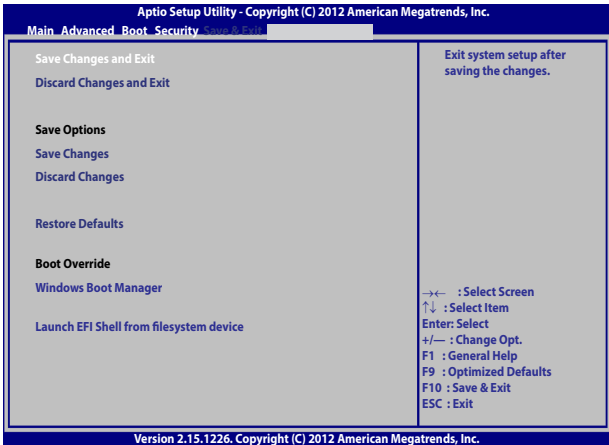 Aptio Setup Utility - Copyright (C) 2012 American Megatrends, Inc.
Main Advanced Boot Security Save & Exit
Save Changes and Exit
Discard Changes and Exit
Save Options
Save Changes
Discard Changes
Restore Defaults
Boot Override
Windows Boot Manager
Launch EFI Shell from filesystem device
Exit system setup after
saving the changes.
→← : Select Screen
↑↓ : Select Item
Enter: Select
+/— : Change Opt.
F1 : General Help
F9 : Optimized Defaults
F10 : Save & Exit
ESC : Exit
Version 2.15.1226. Copyright (C) 2012 American Megatrends, Inc.